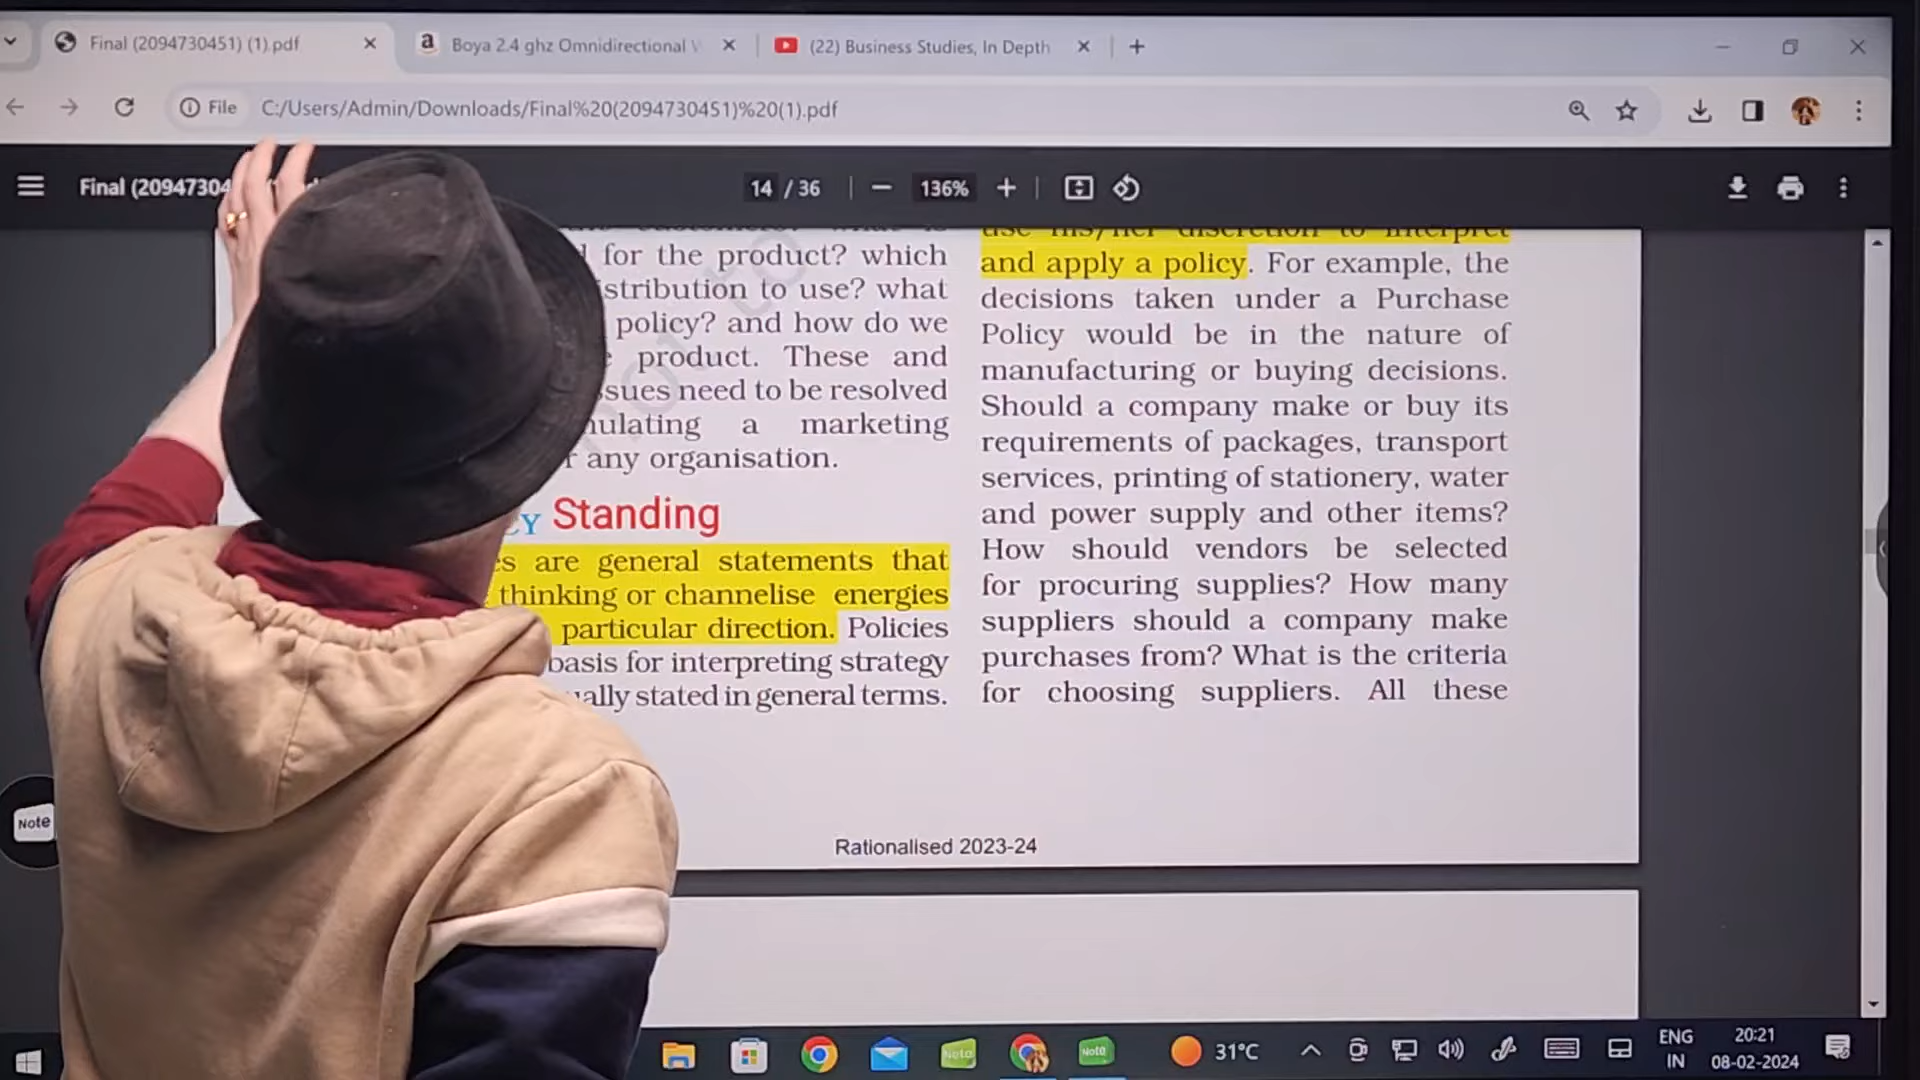 Final (2094730451) (1).pdf
Boya 2.4 ghz Omnidirectional
(22) Business Studies, In Depth
File
C:/Users/Admin/Downloads/Final%20(2094730451)%20(1).pdf
14 / 36
136%
for the product? which
policy? and how do we
product. These and
need to be resolved
a marketing
any organisation.
Standing
are general statements that
thinking or channelise energies
particular direction. Policies
basis for interpreting strategy
stated in general terms.
use his/her discretion to interpret
and apply a policy. For example, the
decisions taken under a Purchase
Policy would be in the nature of
manufacturing or buying decisions.
Should a company make or buy its
requirements of packages, transport
services, printing of stationery, water
and power supply and other items?
How should vendors be selected
for procuring supplies? How many
suppliers should a company make
purchases from? What is the criteria
for choosing suppliers. All these
Rationalised 2023-24
Note
Note
Note
31°C
ENG
IN
20:21
08-02-2024